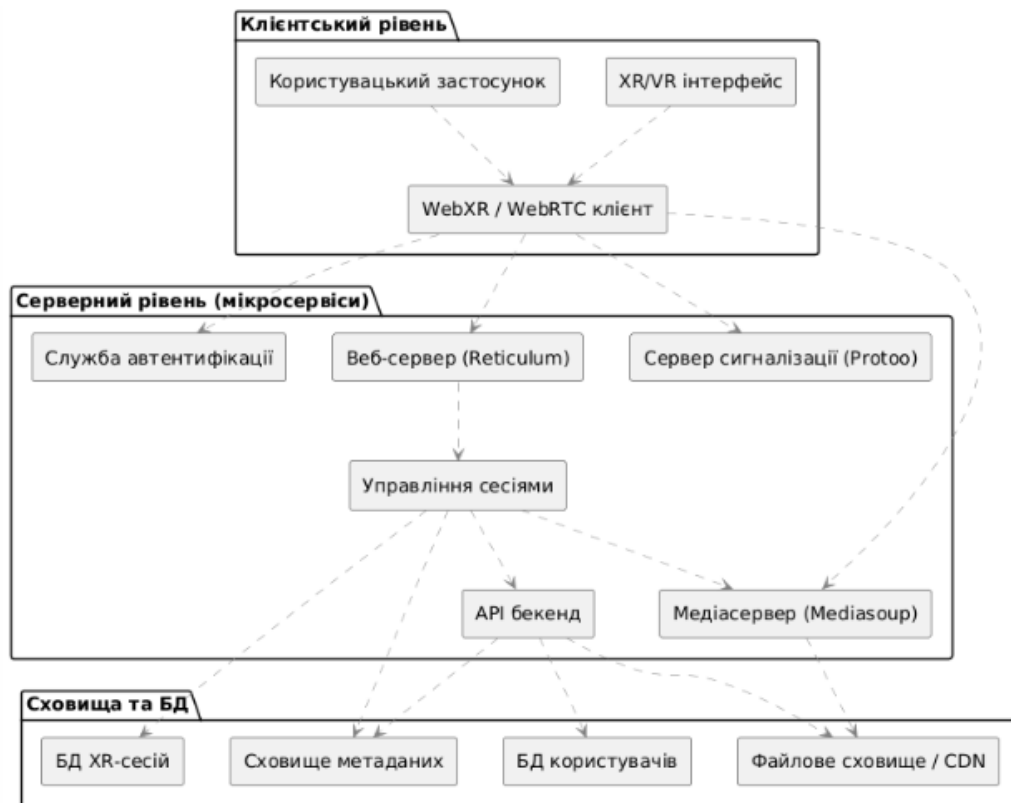 Клієнтський рівень
Користувацький застосунок
XR/VR інтерфейс
WebXR / WebRTC клієнт
Серверний рівень (мікросервіси)
Служба автентифікації
Веб-сервер (Reticulum)
Сервер сигналізації (Protoo)
Управління сесіями
API бекенд
Медіасервер (Mediasoup)
Сховища та БД
БД XR-сесій
Сховище метаданих
БД користувачів
Файлове сховище / CDN